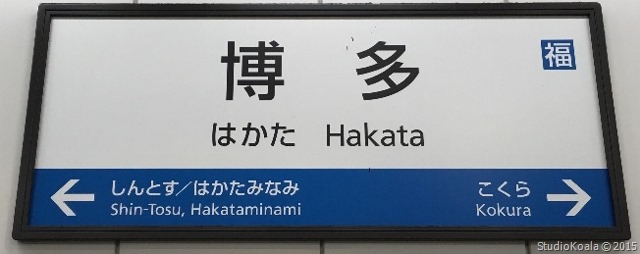 博多
福
はかた Hakata
しんとす／はかたみなみ
Shin-Tosu, Hakataminami
こくら
Kokura
StudioKoala © 2015